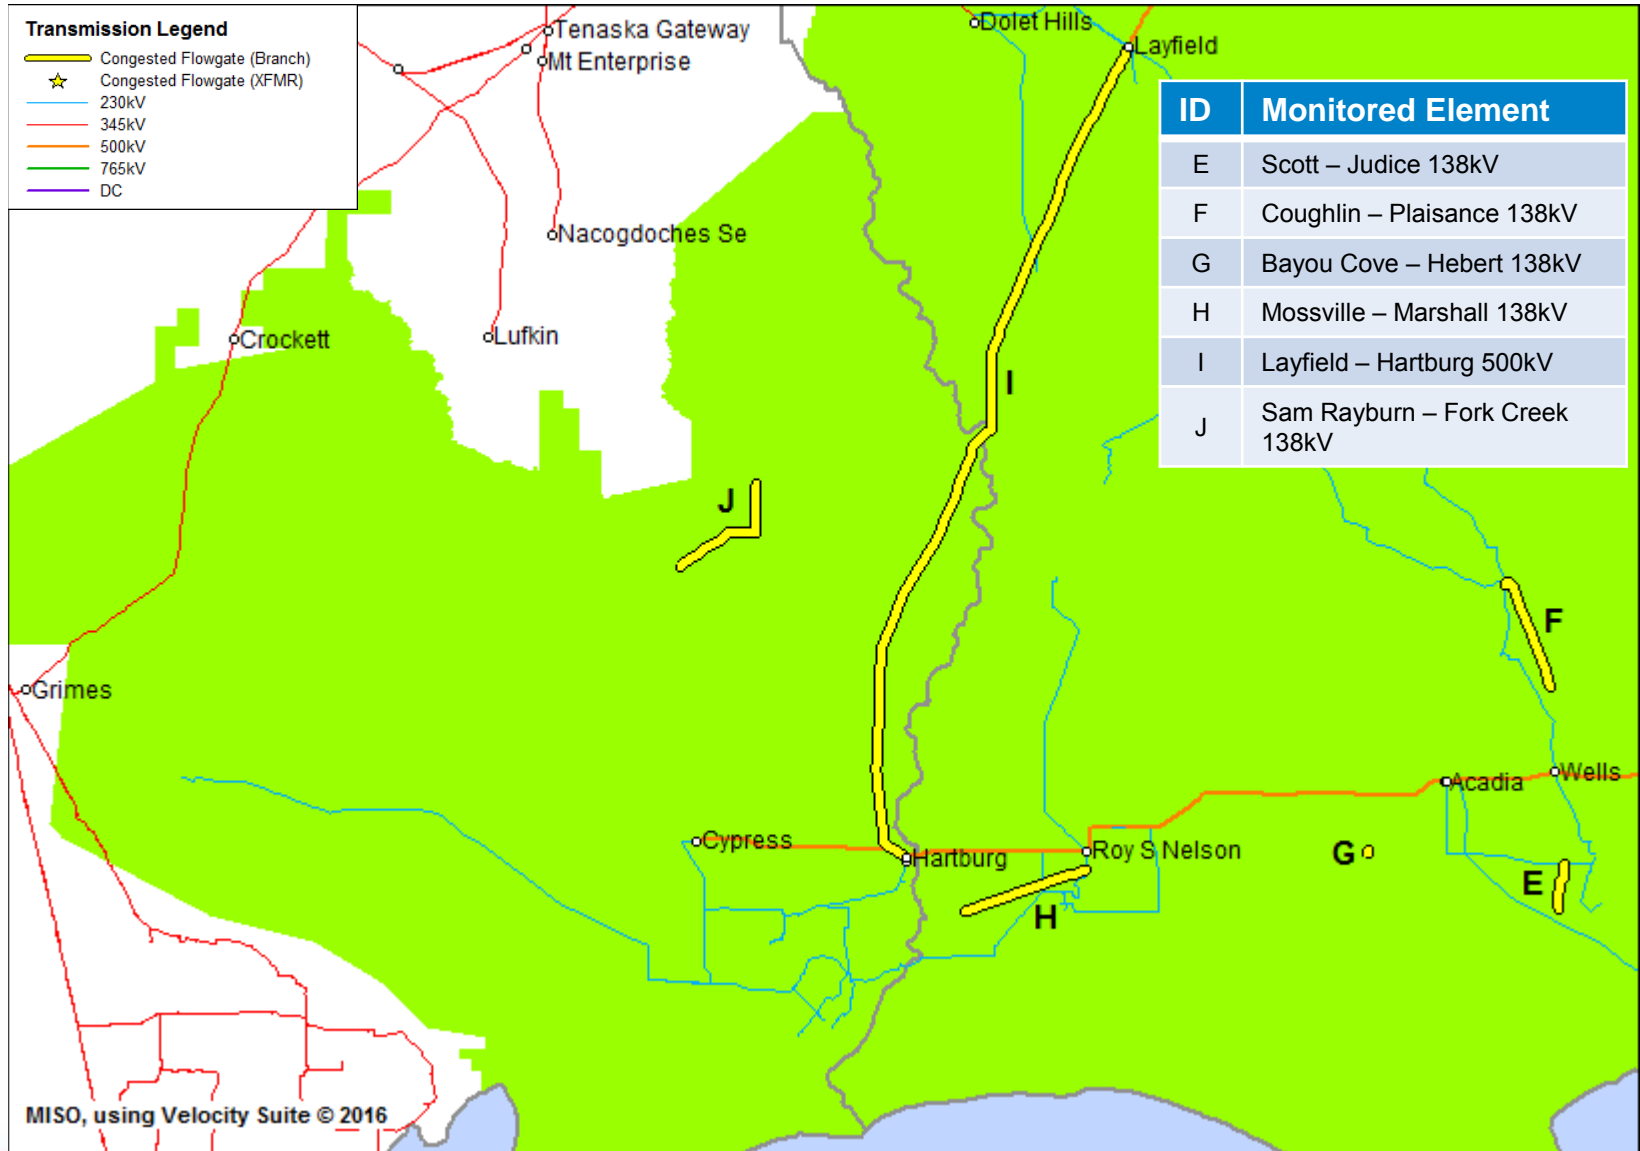 Transmission Legend
Congested Flowgate (Branch)
Congested Flowgate (XFMR)
230kV
345kV
500kV
765kV
DC
Tenaska Gateway
Mt Enterprise
Dolet Hills
Layfield
ID Monitored Element
E Scott – Judice 138kV
F Coughlin – Plaisance 138kV
G Bayou Cove – Hebert 138kV
H Mossville – Marshall 138kV
I Layfield – Hartburg 500kV
J Sam Rayburn – Fork Creek
138kV
Nacogdoches Se
Crockett
Lufkin
I
J
F
Grimes
Wells
Acadia
Cypress
Hartburg
Roy S Nelson
G
E
H
MISO, using Velocity Suite © 2016